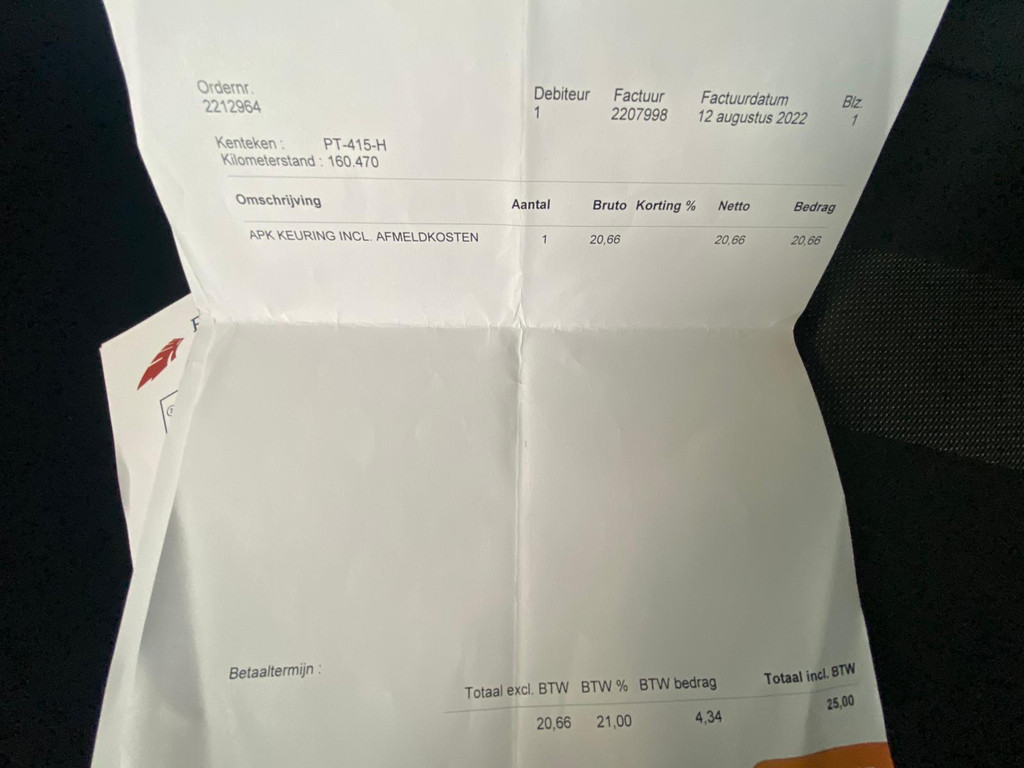 Ordernr.
2212964
Debiteur Factuur Factuurdatum Blz.
1 2207998 12 augustus 2022 1
Kenteken : PT-415-H
Kilometerstand : 160.470
Omschrijving Aantal Bruto Korting % Netto Bedrag
APK KEURING INCL. AFMELDKOSTEN 1 20,66 20,66 20,66
Betaaltermijn :
Totaal excl. BTW BTW % BTW bedrag Totaal incl. BTW
20,66 21,00 4,34 25,00